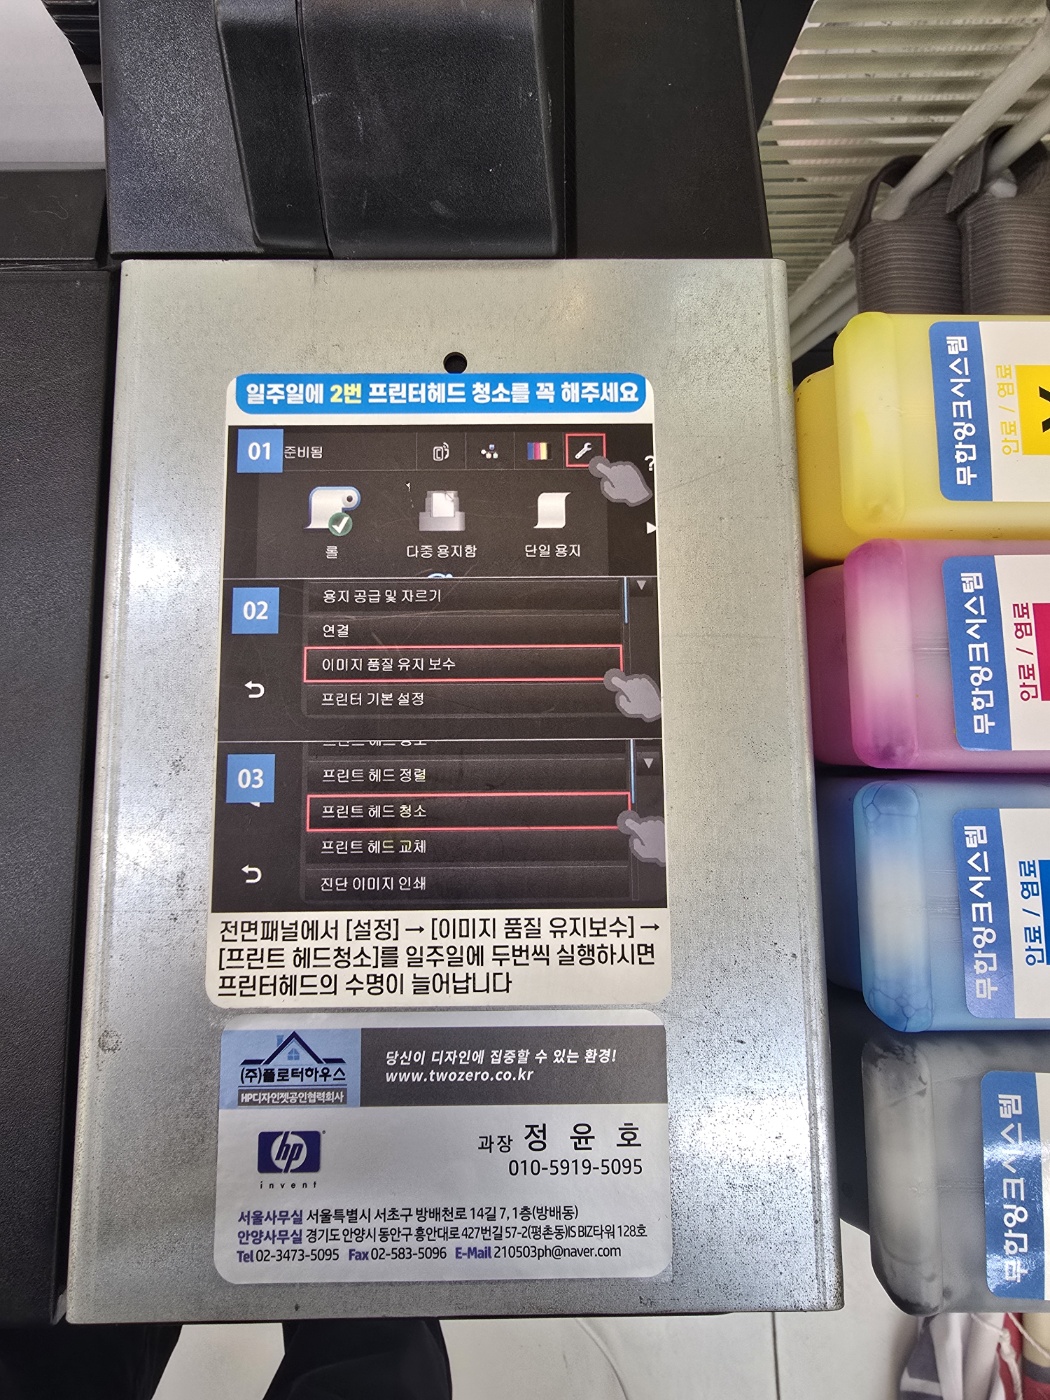 일주일에 2번 프린터헤드 청소를 꼭 해주세요
01 준비됨
?
롤 다중 용지함 단일 용지
02
용지 공급 및 자르기
연결
이미지 품질 유지 보수
프린터 기본 설정
03
프린트 헤드 정렬
프린트 헤드 청소
프린트 헤드 교체
진단 이미지 인쇄
전면패널에서 [설정] → [이미지 품질 유지보수] →
[프린트 헤드청소]를 일주일에 두번씩 실행하시면
프린터헤드의 수명이 늘어납니다
(주)플로터하우스
HP디자인젯공인협력회사
당신이 디자인에 집중할 수 있는 환경!
www.twozero.co.kr
hp
invent
과장 정 윤 호
010-5919-5095
서울사무실 서울특별시 서초구 방배천로 14길 7, 1층(방배동)
안양사무실 경기도 안양시 동안구 흥안대로 427번길 57-2(평촌동)IS BIZ타워 128호
Tel 02-3473-5095 Fax 02-583-5096 E-Mail 210503ph@naver.com
무한잉크시스템
안료 / 염료
Y
무한잉크시스템
안료 / 염료
무한잉크시스템
안료 / 염료
무한잉크시스템